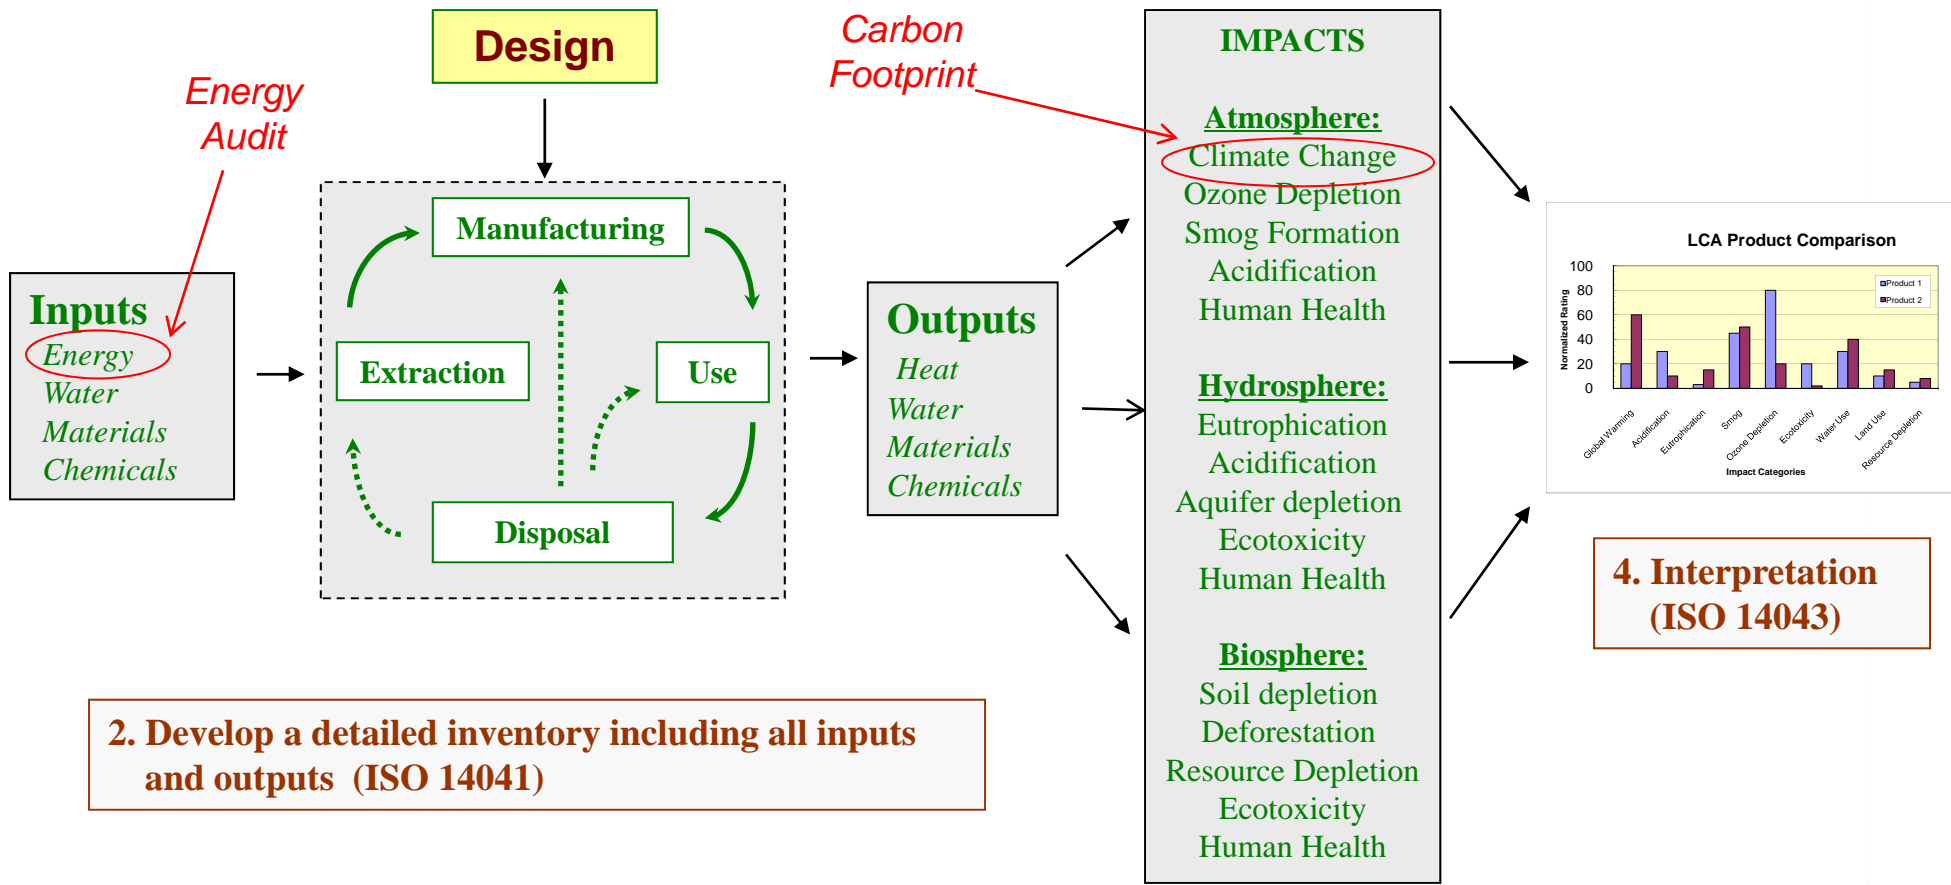 Design
Energy
Audit
Carbon
Footprint
Inputs
Energy
Water
Materials
Chemicals
Manufacturing
Extraction
Use
Disposal
Outputs
Heat
Water
Materials
Chemicals
IMPACTS
Atmosphere:
Climate Change
Ozone Depletion
Smog Formation
Acidification
Human Health
Hydrosphere:
Eutrophication
Acidification
Aquifer depletion
Ecotoxicity
Human Health
Biosphere:
Soil depletion
Deforestation
Resource Depletion
Ecotoxicity
Human Health
LCA Product Comparison
100
80
60
40
20
0
Normalized Rating
Product 1
Product 2
Global Warming
Acidification
Eutrophication
Smog
Ozone Depletion
Ecotoxicity
Water Use
Land Use
Resource Depletion
Impact Categories
4. Interpretation
(ISO 14043)
2. Develop a detailed inventory including all inputs
and outputs (ISO 14041)